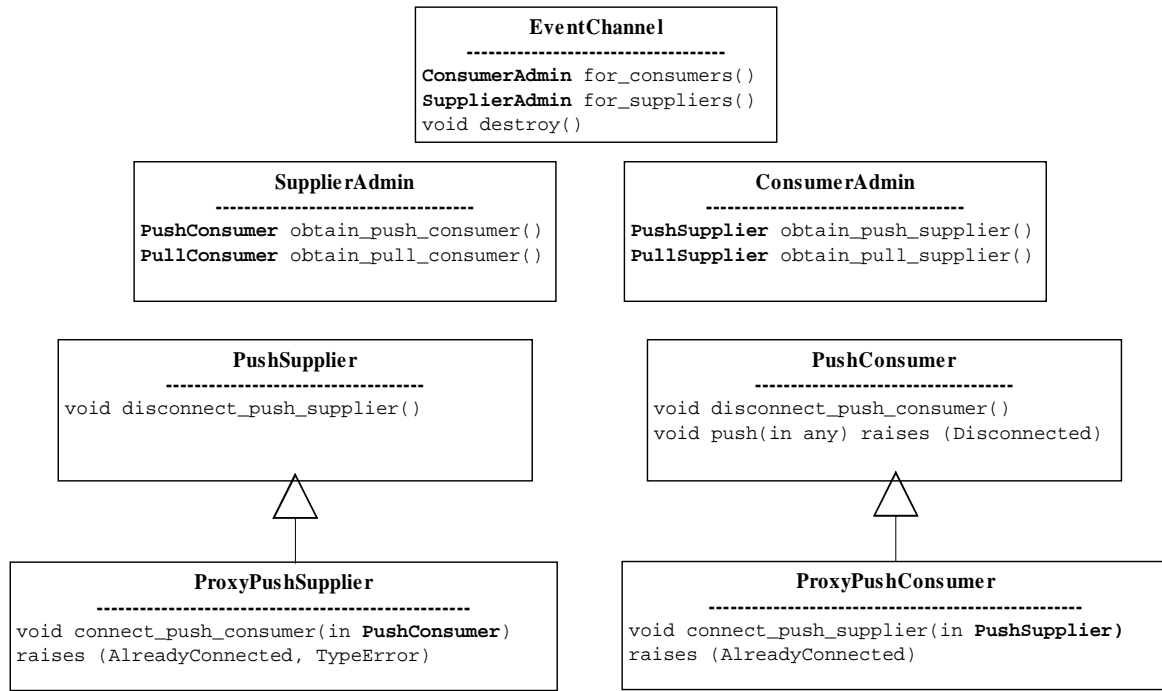 EventChannel
ConsumerAdmin for_consumers()
SupplierAdmin for_suppliers()
void destroy()
SupplierAdmin
PushConsumer obtain_push_consumer()
PullConsumer obtain_pull_consumer()
ConsumerAdmin
PushSupplier obtain_push_supplier()
PullSupplier obtain_pull_supplier()
PushSupplier
void disconnect_push_supplier()
PushConsumer
void disconnect_push_consumer()
void push(in any) raises (Disconnected)
ProxyPushSupplier
void connect_push_consumer(in PushConsumer)
raises (AlreadyConnected, TypeError)
ProxyPushConsumer
void connect_push_supplier(in PushSupplier)
raises (AlreadyConnected)